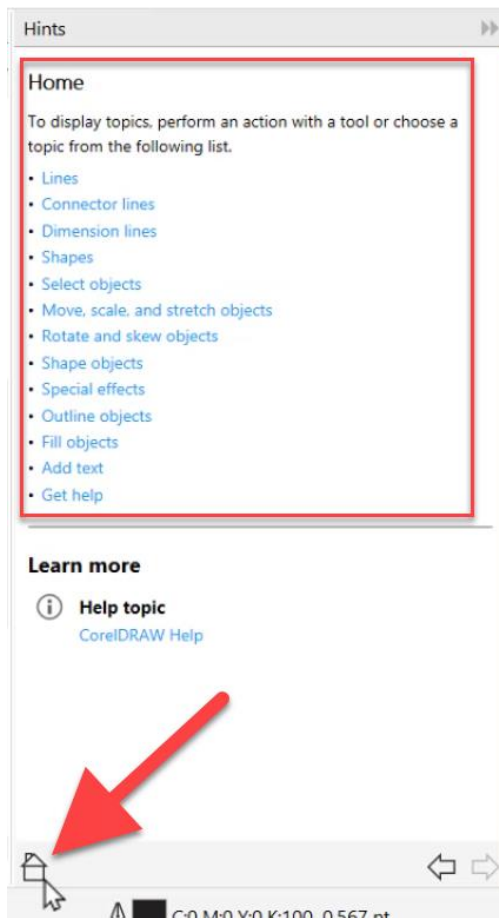 Hints
Home
To display topics, perform an action with a tool or choose a
topic from the following list.
• Lines
• Connector lines
• Dimension lines
• Shapes
• Select objects
• Move, scale, and stretch objects
• Rotate and skew objects
• Shape objects
• Special effects
• Outline objects
• Fill objects
• Add text
• Get help
Learn more
Help topic
CorelDRAW Help
C:0 M:0 Y:0 K:100 0.567 pt